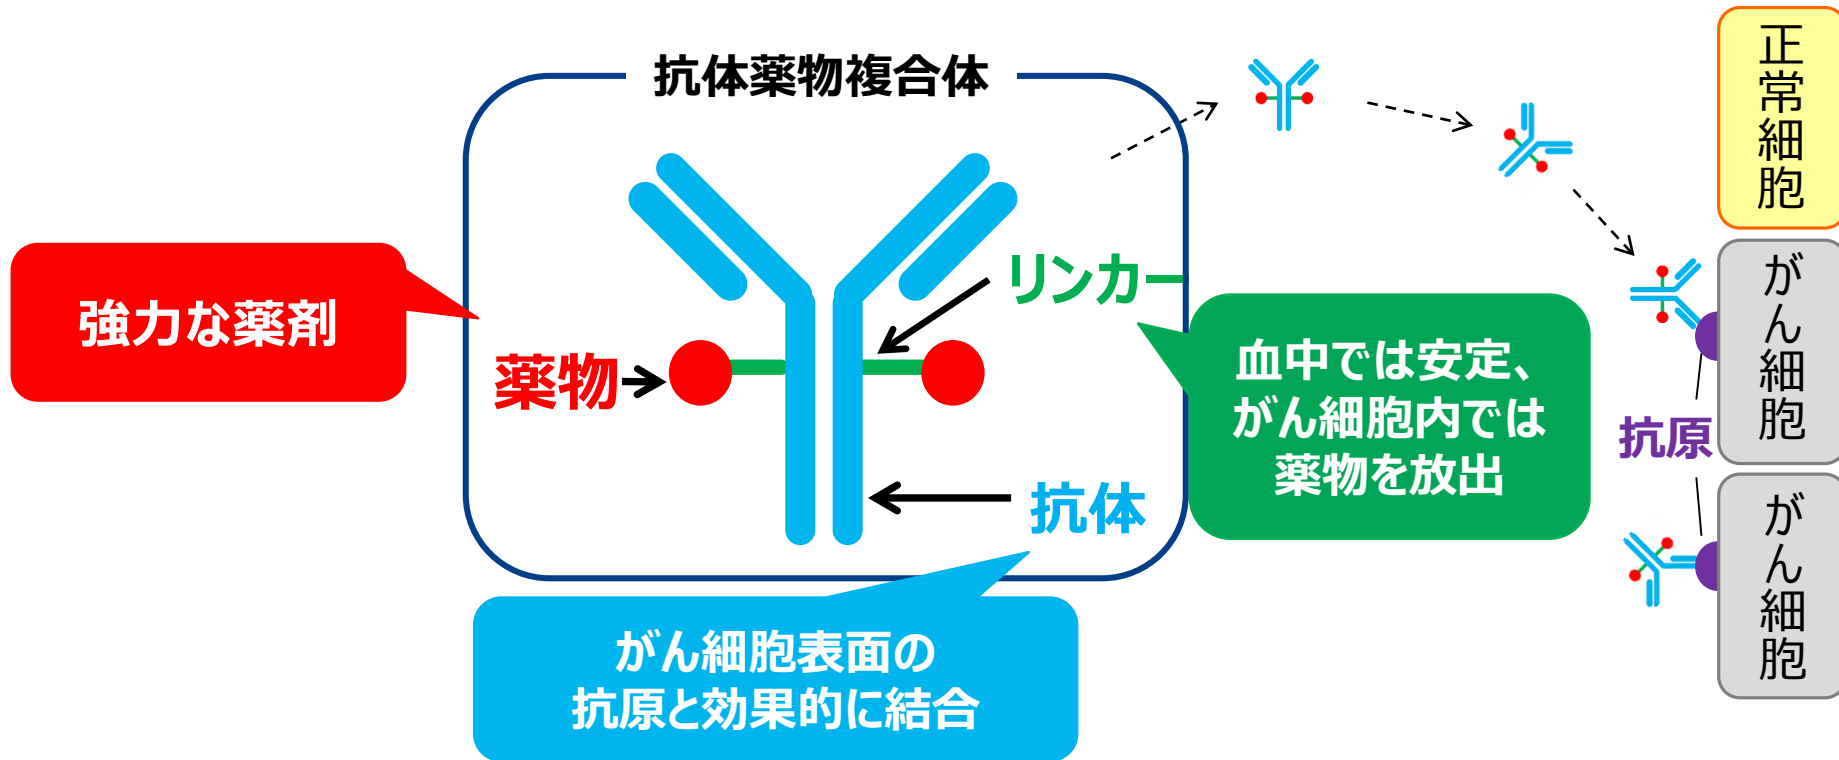 抗体薬物複合体
強力な薬剤
薬物
リンカー
抗体
血中では安定、
がん細胞内では
薬物を放出
がん細胞表面の
抗原と効果的に結合
正常細胞
がん細胞
抗原
がん細胞